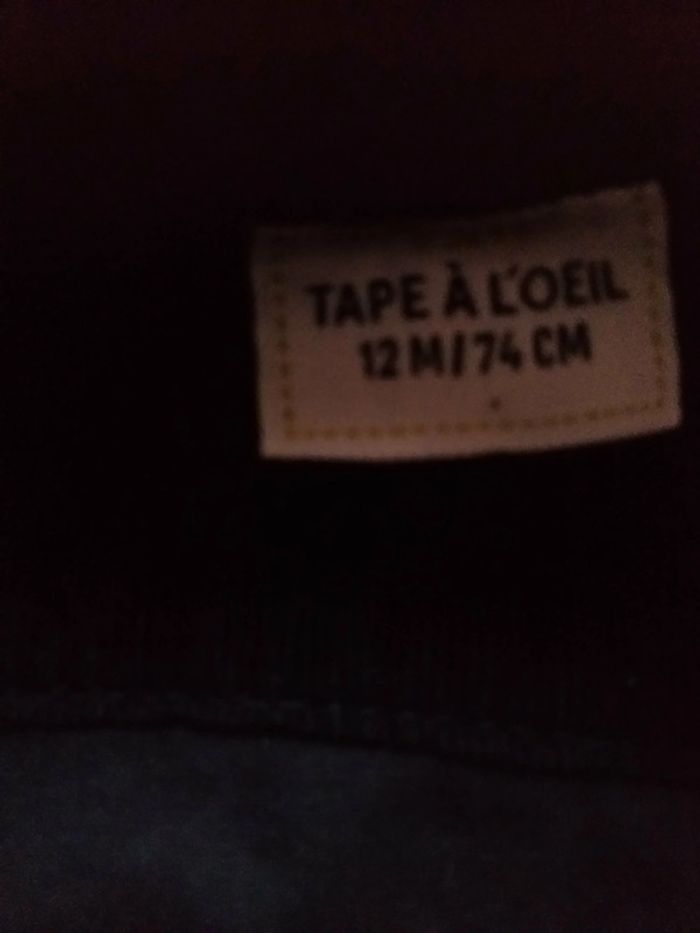 TAPE À L'OEIL
12 M/74 CM